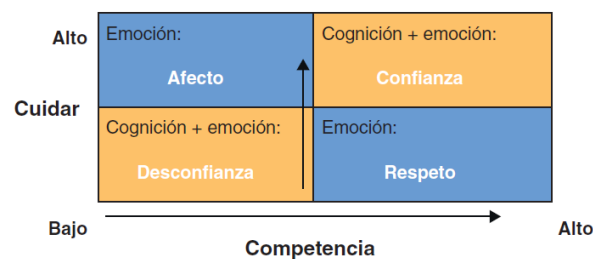 Alto
Emoción:
Cognición + emoción:
Afecto
Confianza
Cuidar
Cognición + emoción:
Emoción:
Desconfianza
Respeto
Bajo
Alto
Competencia